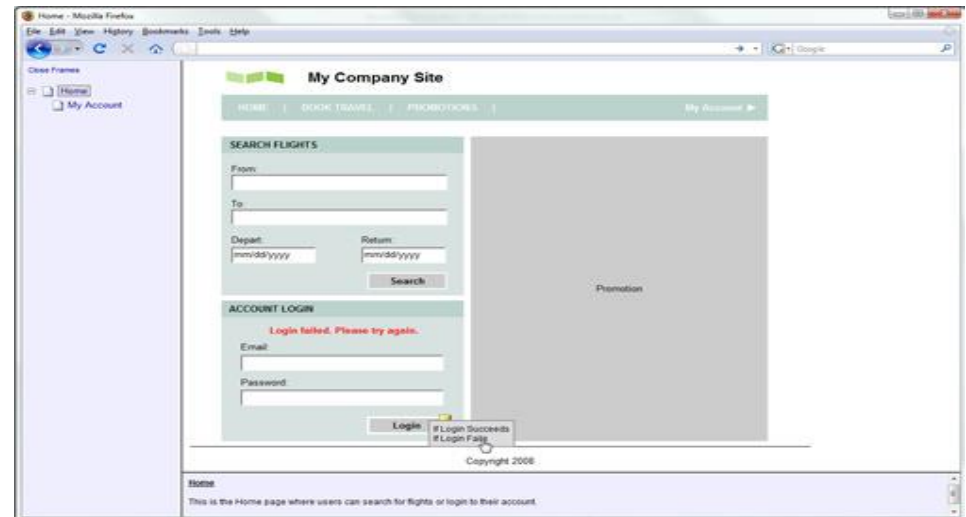 Home - Mozilla Firefox
File Edit View History Bookmarks Tools Help
Google
Close Frames
Home
My Account
My Company Site
HOME | BOOK TRAVEL | PROMOTIONS |
My Account
SEARCH FLIGHTS
From:
To:
Depart: Return:
mm/dd/yyyy mm/dd/yyyy
Search
Promotion
ACCOUNT LOGIN
Login failed. Please try again.
Email:
Password:
Login
If Login Succeeds
If Login Fails
Copyright 2008
Home
This is the Home page where users can search for flights or login to their account.